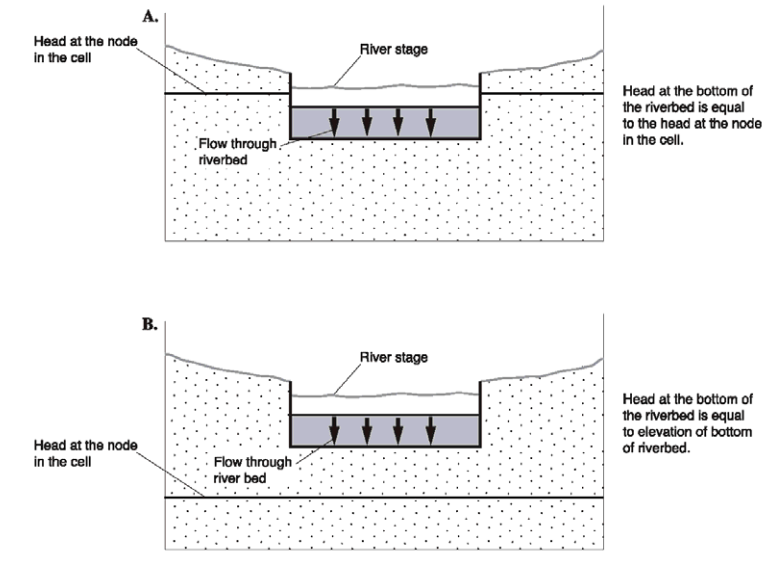 A.
Head at the node
in the cell
River stage
Head at the bottom of
the riverbed is equal
to the head at the node
in the cell.
Flow through
riverbed
B.
River stage
Head at the bottom of
the riverbed is equal
to elevation of bottom
of riverbed.
Head at the node
in the cell
Flow through
river bed